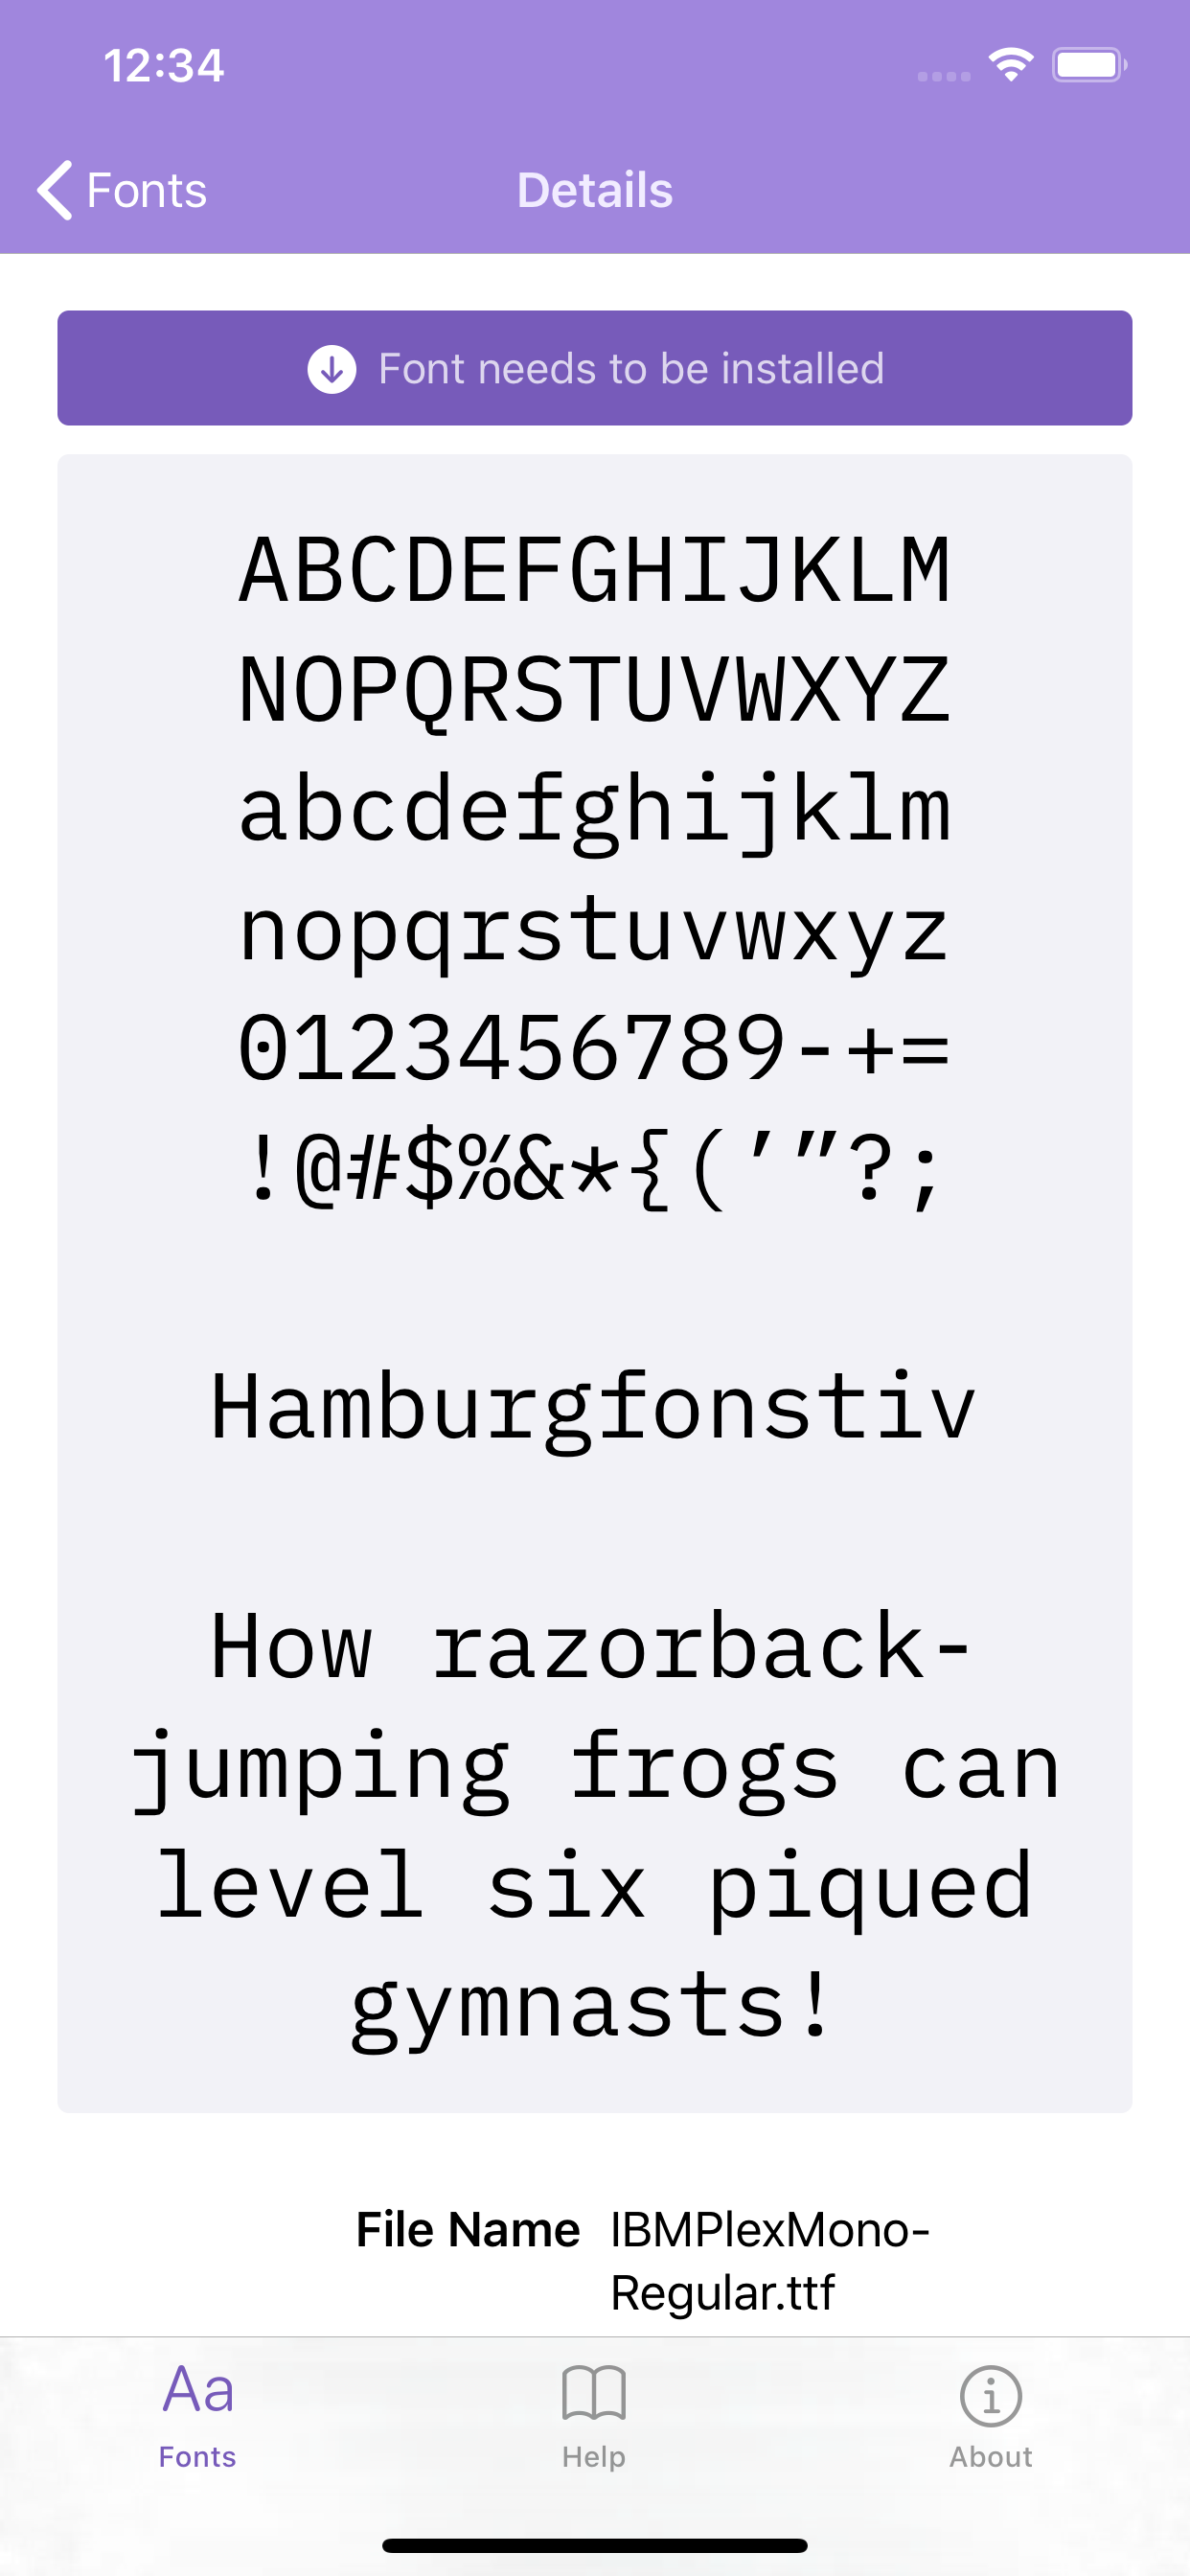 12:34
Fonts
Details
Font needs to be installed
ABCDEFGHIJKLM
NOPQRSTUVWXYZ
abcdefghijklm
nopqrstuvwxyz
0123456789-+=
!@#$%&*{(’”?;
Hamburgfonstiv
How razorback-
jumping frogs can
level six piqued
gymnasts!
File Name IBMPlexMono-
Regular.ttf
Aa
Fonts
Help
About